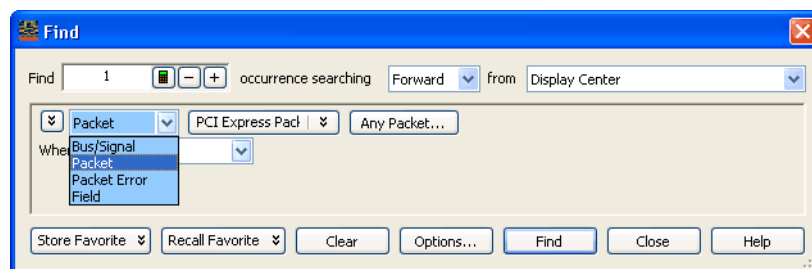 Find
Find 1 − + occurrence searching Forward from Display Center
Packet PCI Express Any Packet...
Bus/Signal
Packet
Packet Error
Field
Store Favorite Recall Favorite Clear Options... Find Close Help